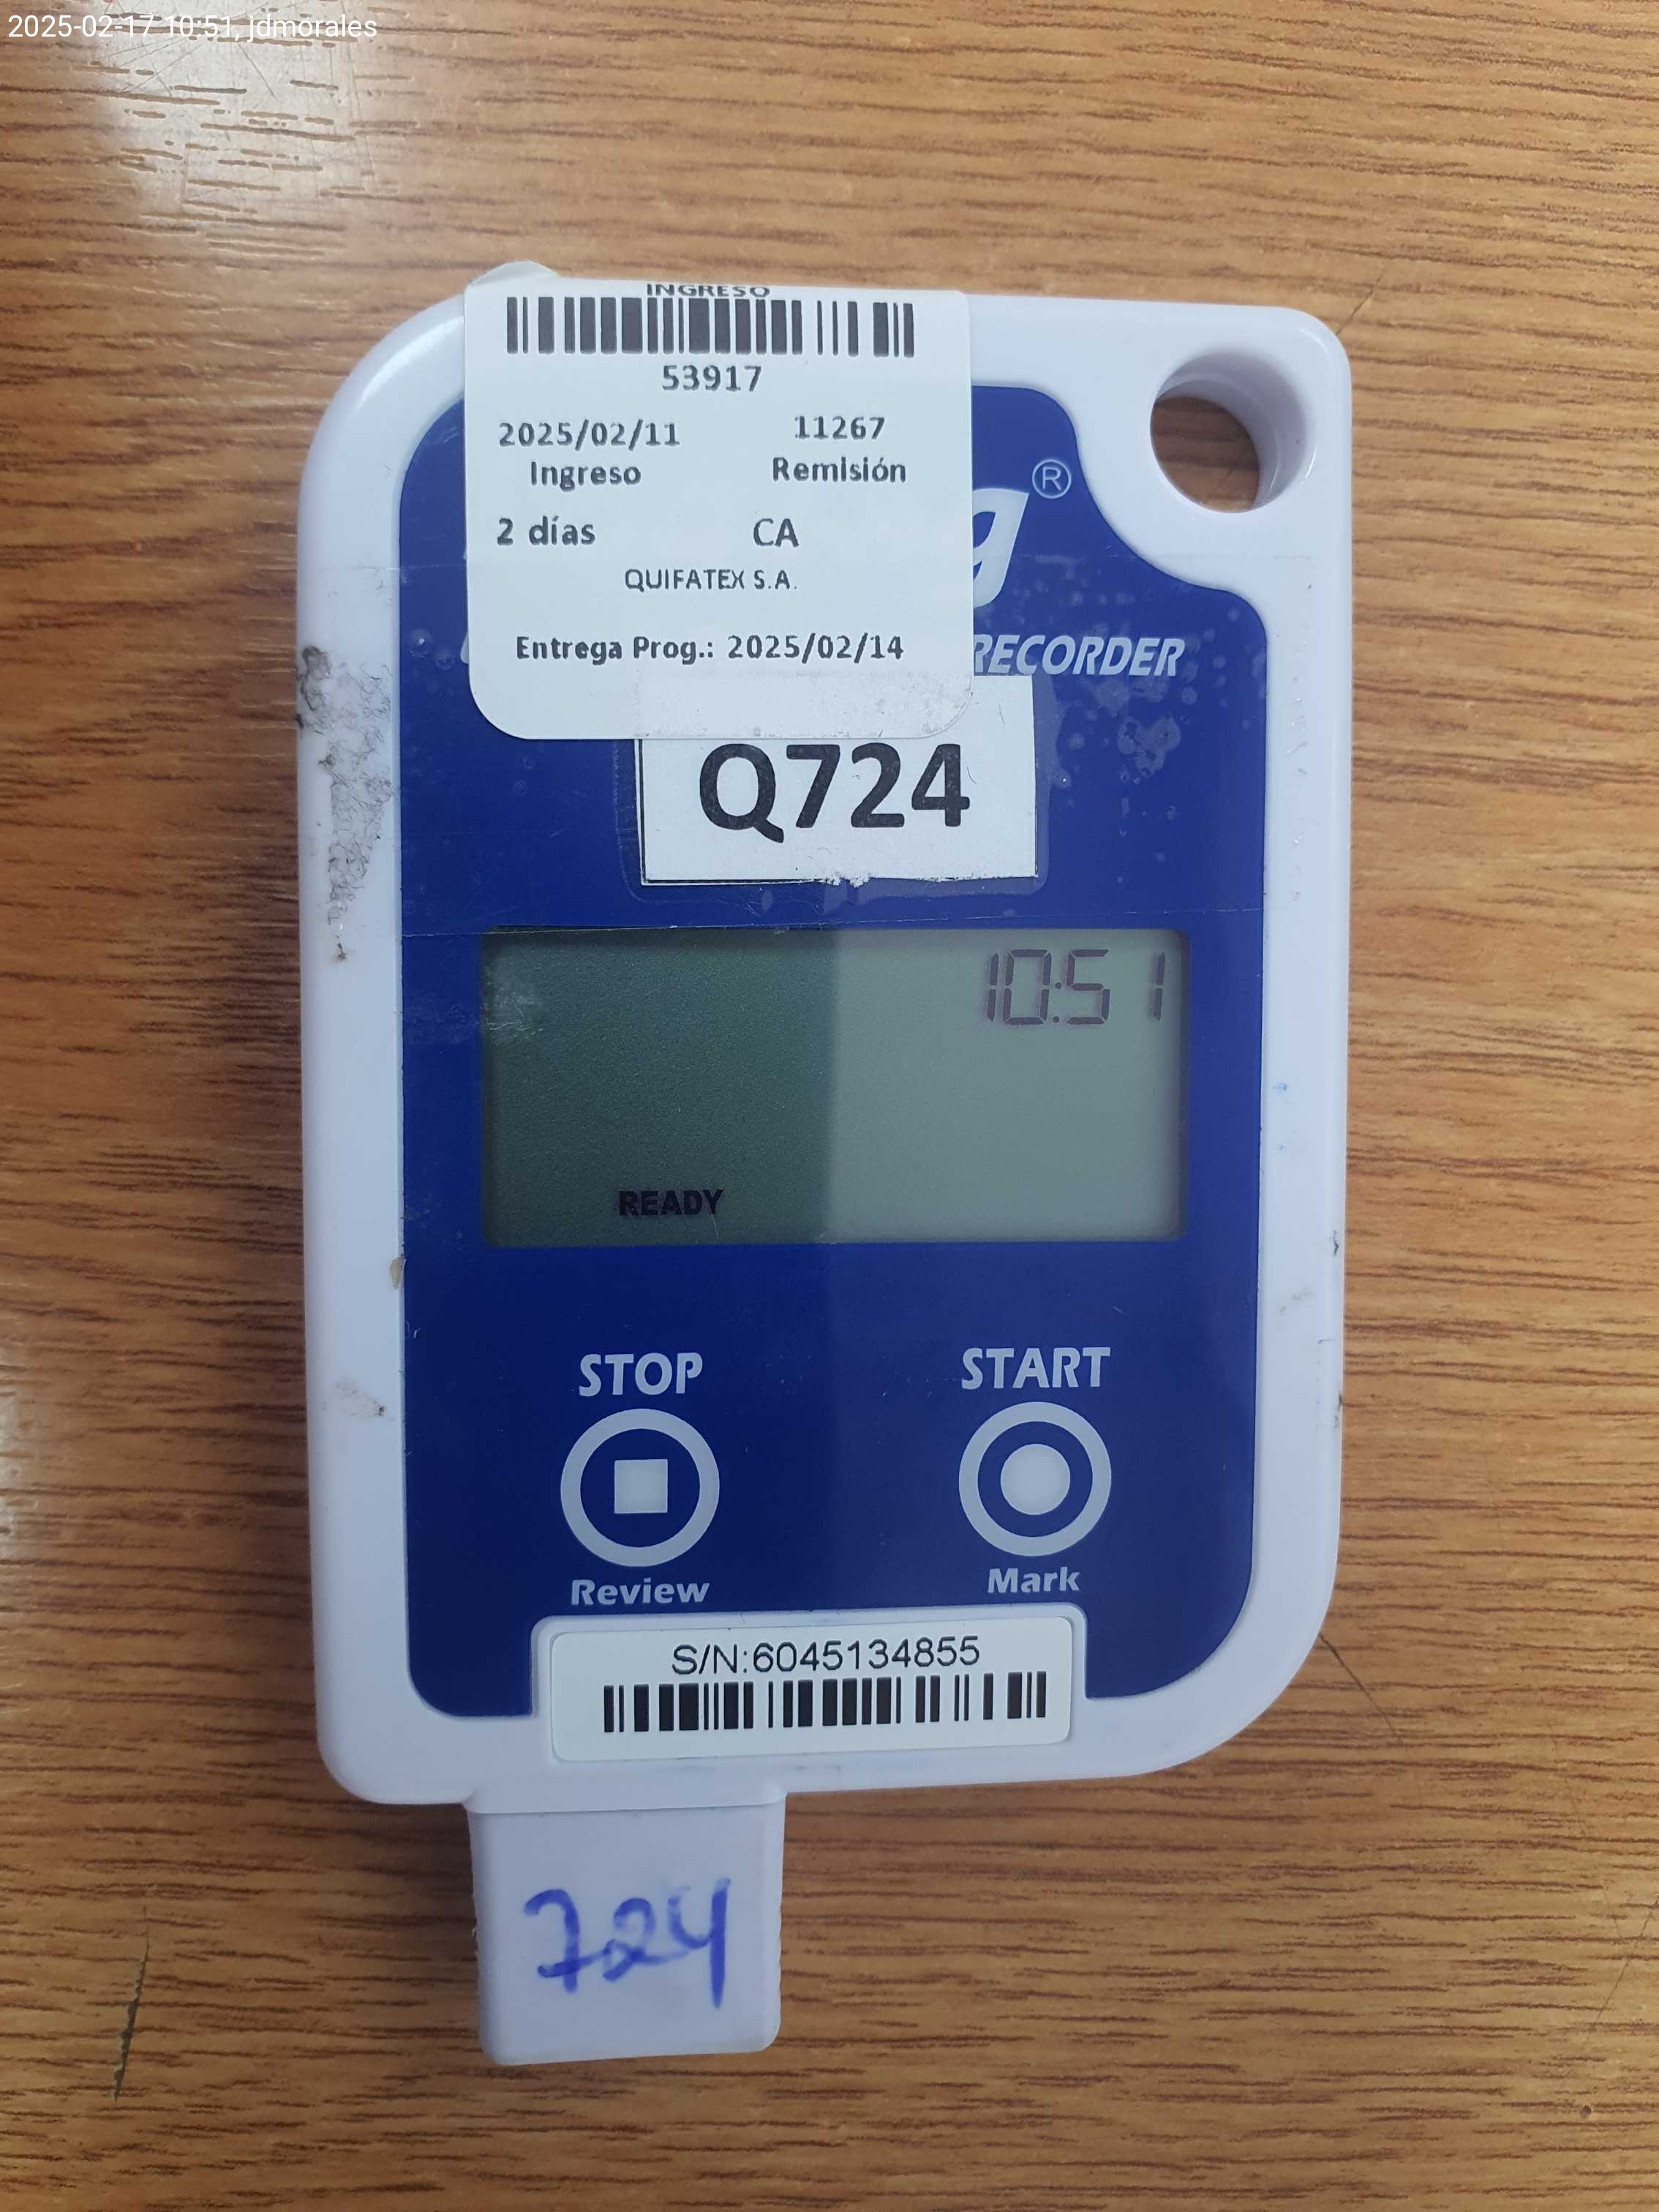 2025-02-17 10:51, jdmorales
INGRESO
53917
2025/02/11 11267
Ingreso Remisión
2 días CA
QUIFATEX S.A.
Entrega Prog.: 2025/02/14
g®
RECORDER
Q724
10:51
READY
STOP START
Review Mark
S/N:6045134855
724